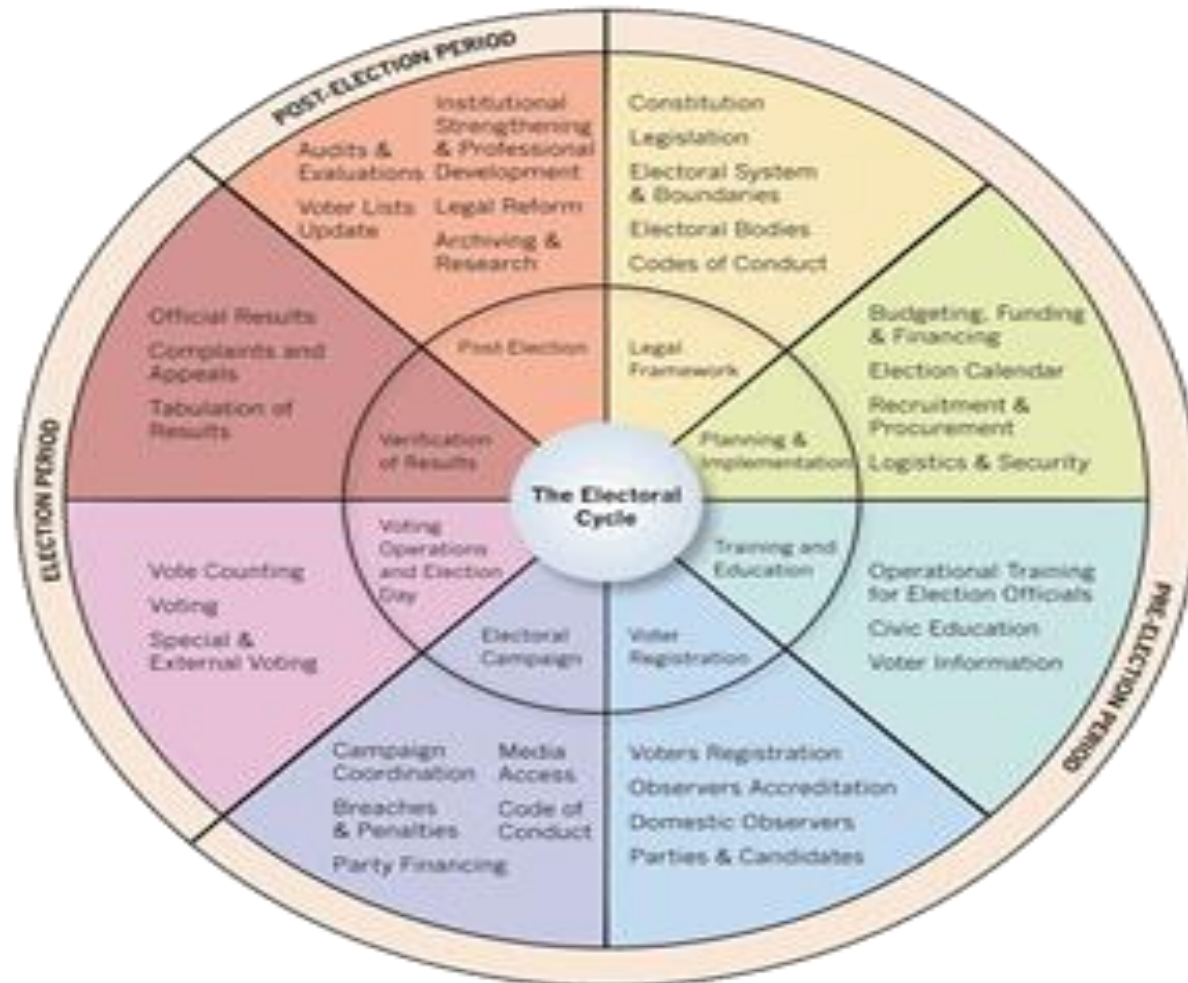 POST-ELECTION PERIOD
Institutional
Strengthening
& Professional
Development
Legal Reform
Archiving &
Research
Audits &
Evaluations
Voter Lists
Update
Post Election
Constitution
Legislation
Electoral System
& Boundaries
Electoral Bodies
Codes of Conduct
Legal
Framework
Budgeting, Funding
& Financing
Election Calendar
Recruitment &
Procurement
Logistics & Security
Planning &
Implementation
Operational Training
for Election Officials
Civic Education
Voter Information
Training and
Education
PRE-ELECTION PERIOD
Voters Registration
Observers Accreditation
Domestic Observers
Parties & Candidates
Voter
Registration
Electoral
Campaign
Campaign
Coordination
Breaches
& Penalties
Party Financing
Media
Access
Code of
Conduct
Voting
Operations
and Election
Day
Vote Counting
Voting
Special &
External Voting
ELECTION PERIOD
Official Results
Complaints and
Appeals
Tabulation of
Results
Verification
of Results
The Electoral
Cycle